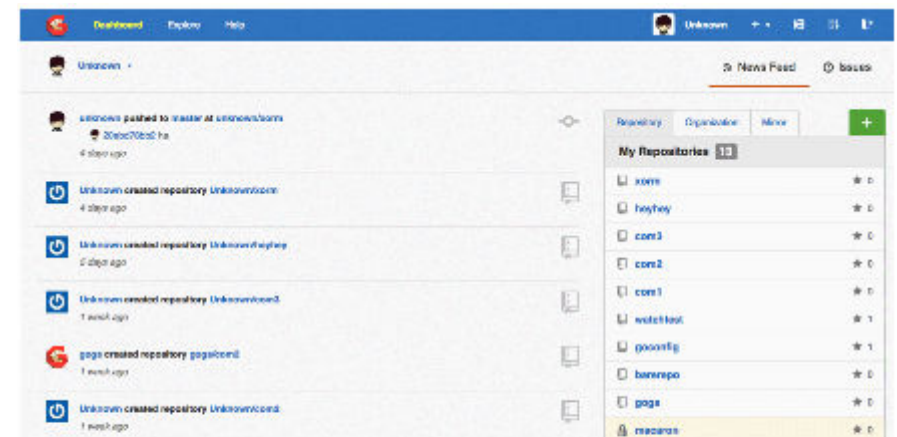 Dashboard Explore Help Unknown
Unknown
News Feed Issues
unknown pushed to master at unknown/xorm
ha
4 days ago
Unknown created repository Unknown/xorm
4 days ago
Unknown created repository Unknown/heyhey
5 days ago
Unknown created repository Unknown/com3
1 week ago
gogs created repository gogs/com2
1 week ago
Unknown created repository Unknown/com2
1 week ago
Repository Organization Mirror
My Repositories 13
xorm 0
heyhey 0
com3 0
com2 0
com1 0
watchtest 1
goconfig 1
barerepo 0
gogs 0
macaron 0